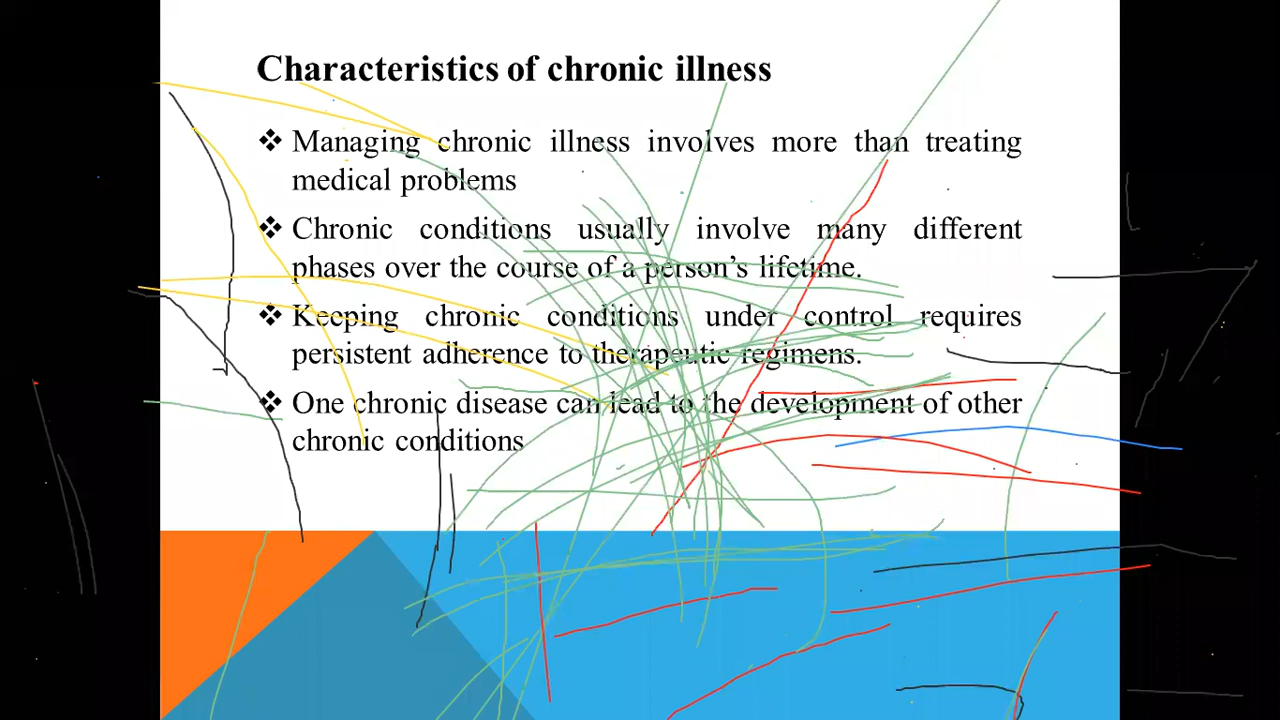 Characteristics of chronic illness
❖ Managing chronic illness involves more than treating
medical problems
❖ Chronic conditions usually involve many different
phases over the course of a person’s lifetime.
❖ Keeping chronic conditions under control requires
persistent adherence to therapeutic regimens.
❖ One chronic disease can lead to the development of other
chronic conditions